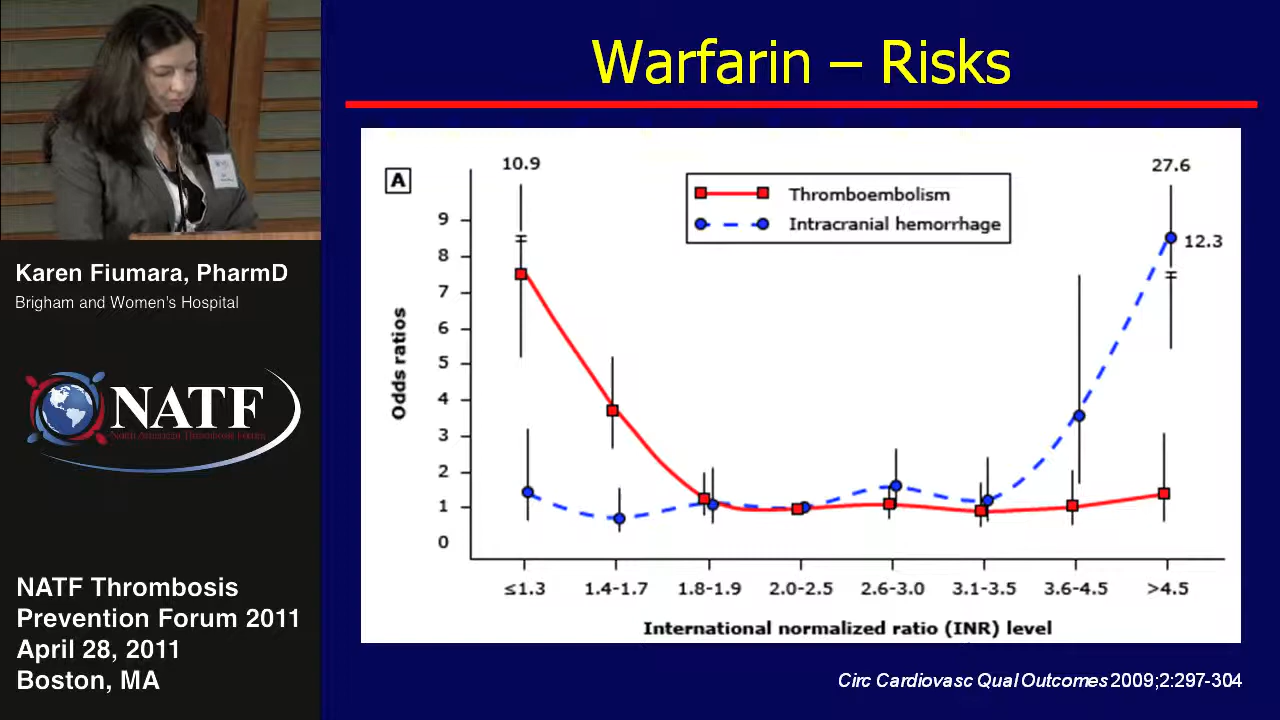 Warfarin – Risks
A
Thromboembolism
Intracranial hemorrhage
10.9
27.6
12.3
9
8
7
6
5
4
3
2
1
0
Odds ratios
≤1.3 1.4-1.7 1.8-1.9 2.0-2.5 2.6-3.0 3.1-3.5 3.6-4.5 >4.5
International normalized ratio (INR) level
Circ Cardiovasc Qual Outcomes 2009;2:297-304
Karen Fiumara, PharmD
Brigham and Women's Hospital
NATF
North American Thrombosis Forum
NATF Thrombosis
Prevention Forum 2011
April 28, 2011
Boston, MA